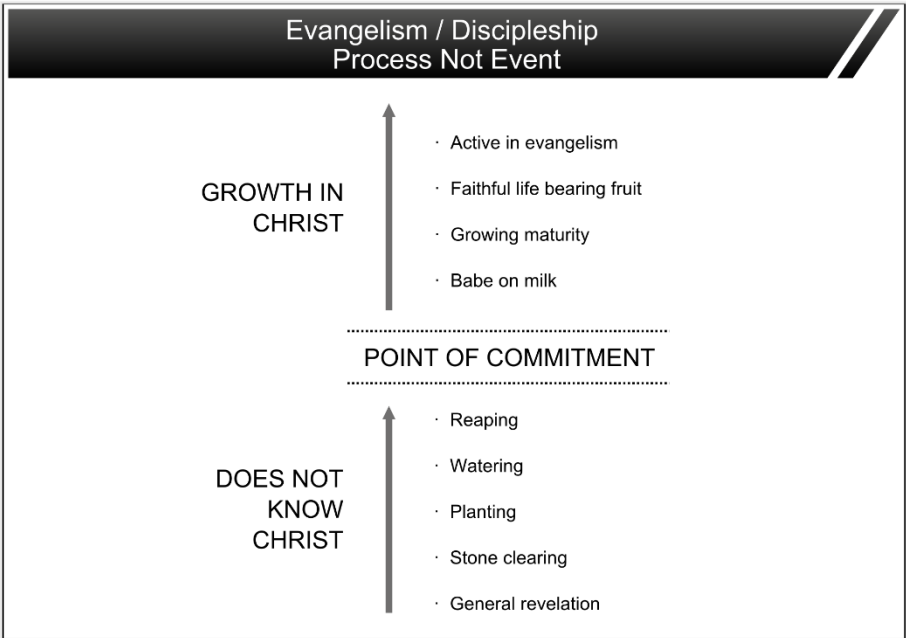 Evangelism / Discipleship
Process Not Event
GROWTH IN
CHRIST
· Active in evangelism
· Faithful life bearing fruit
· Growing maturity
· Babe on milk
POINT OF COMMITMENT
DOES NOT
KNOW
CHRIST
· Reaping
· Watering
· Planting
· Stone clearing
· General revelation